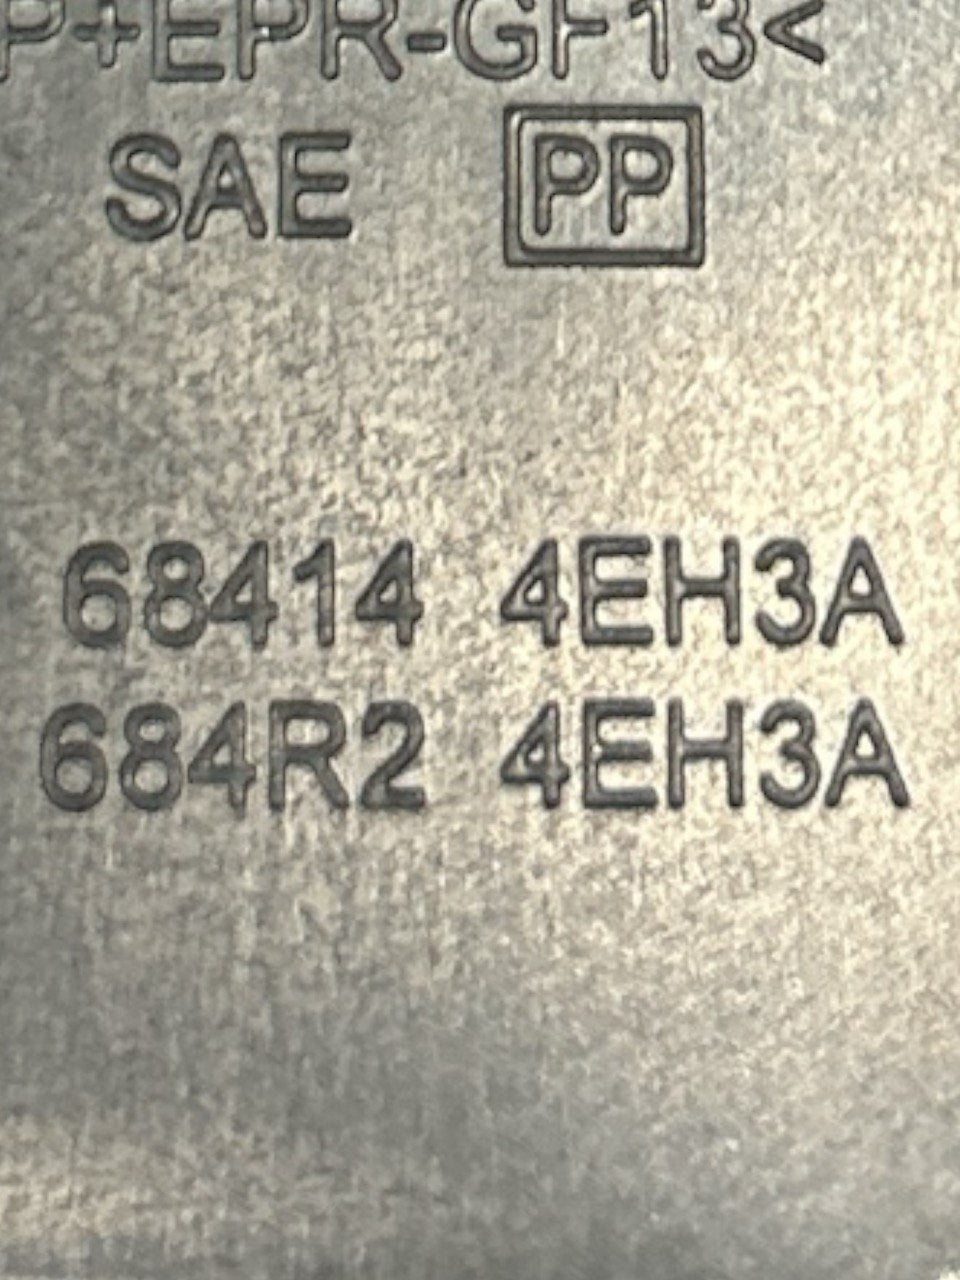 P+EPR-GF13<
SAE PP
68414 4EH3A
684R2 4EH3A